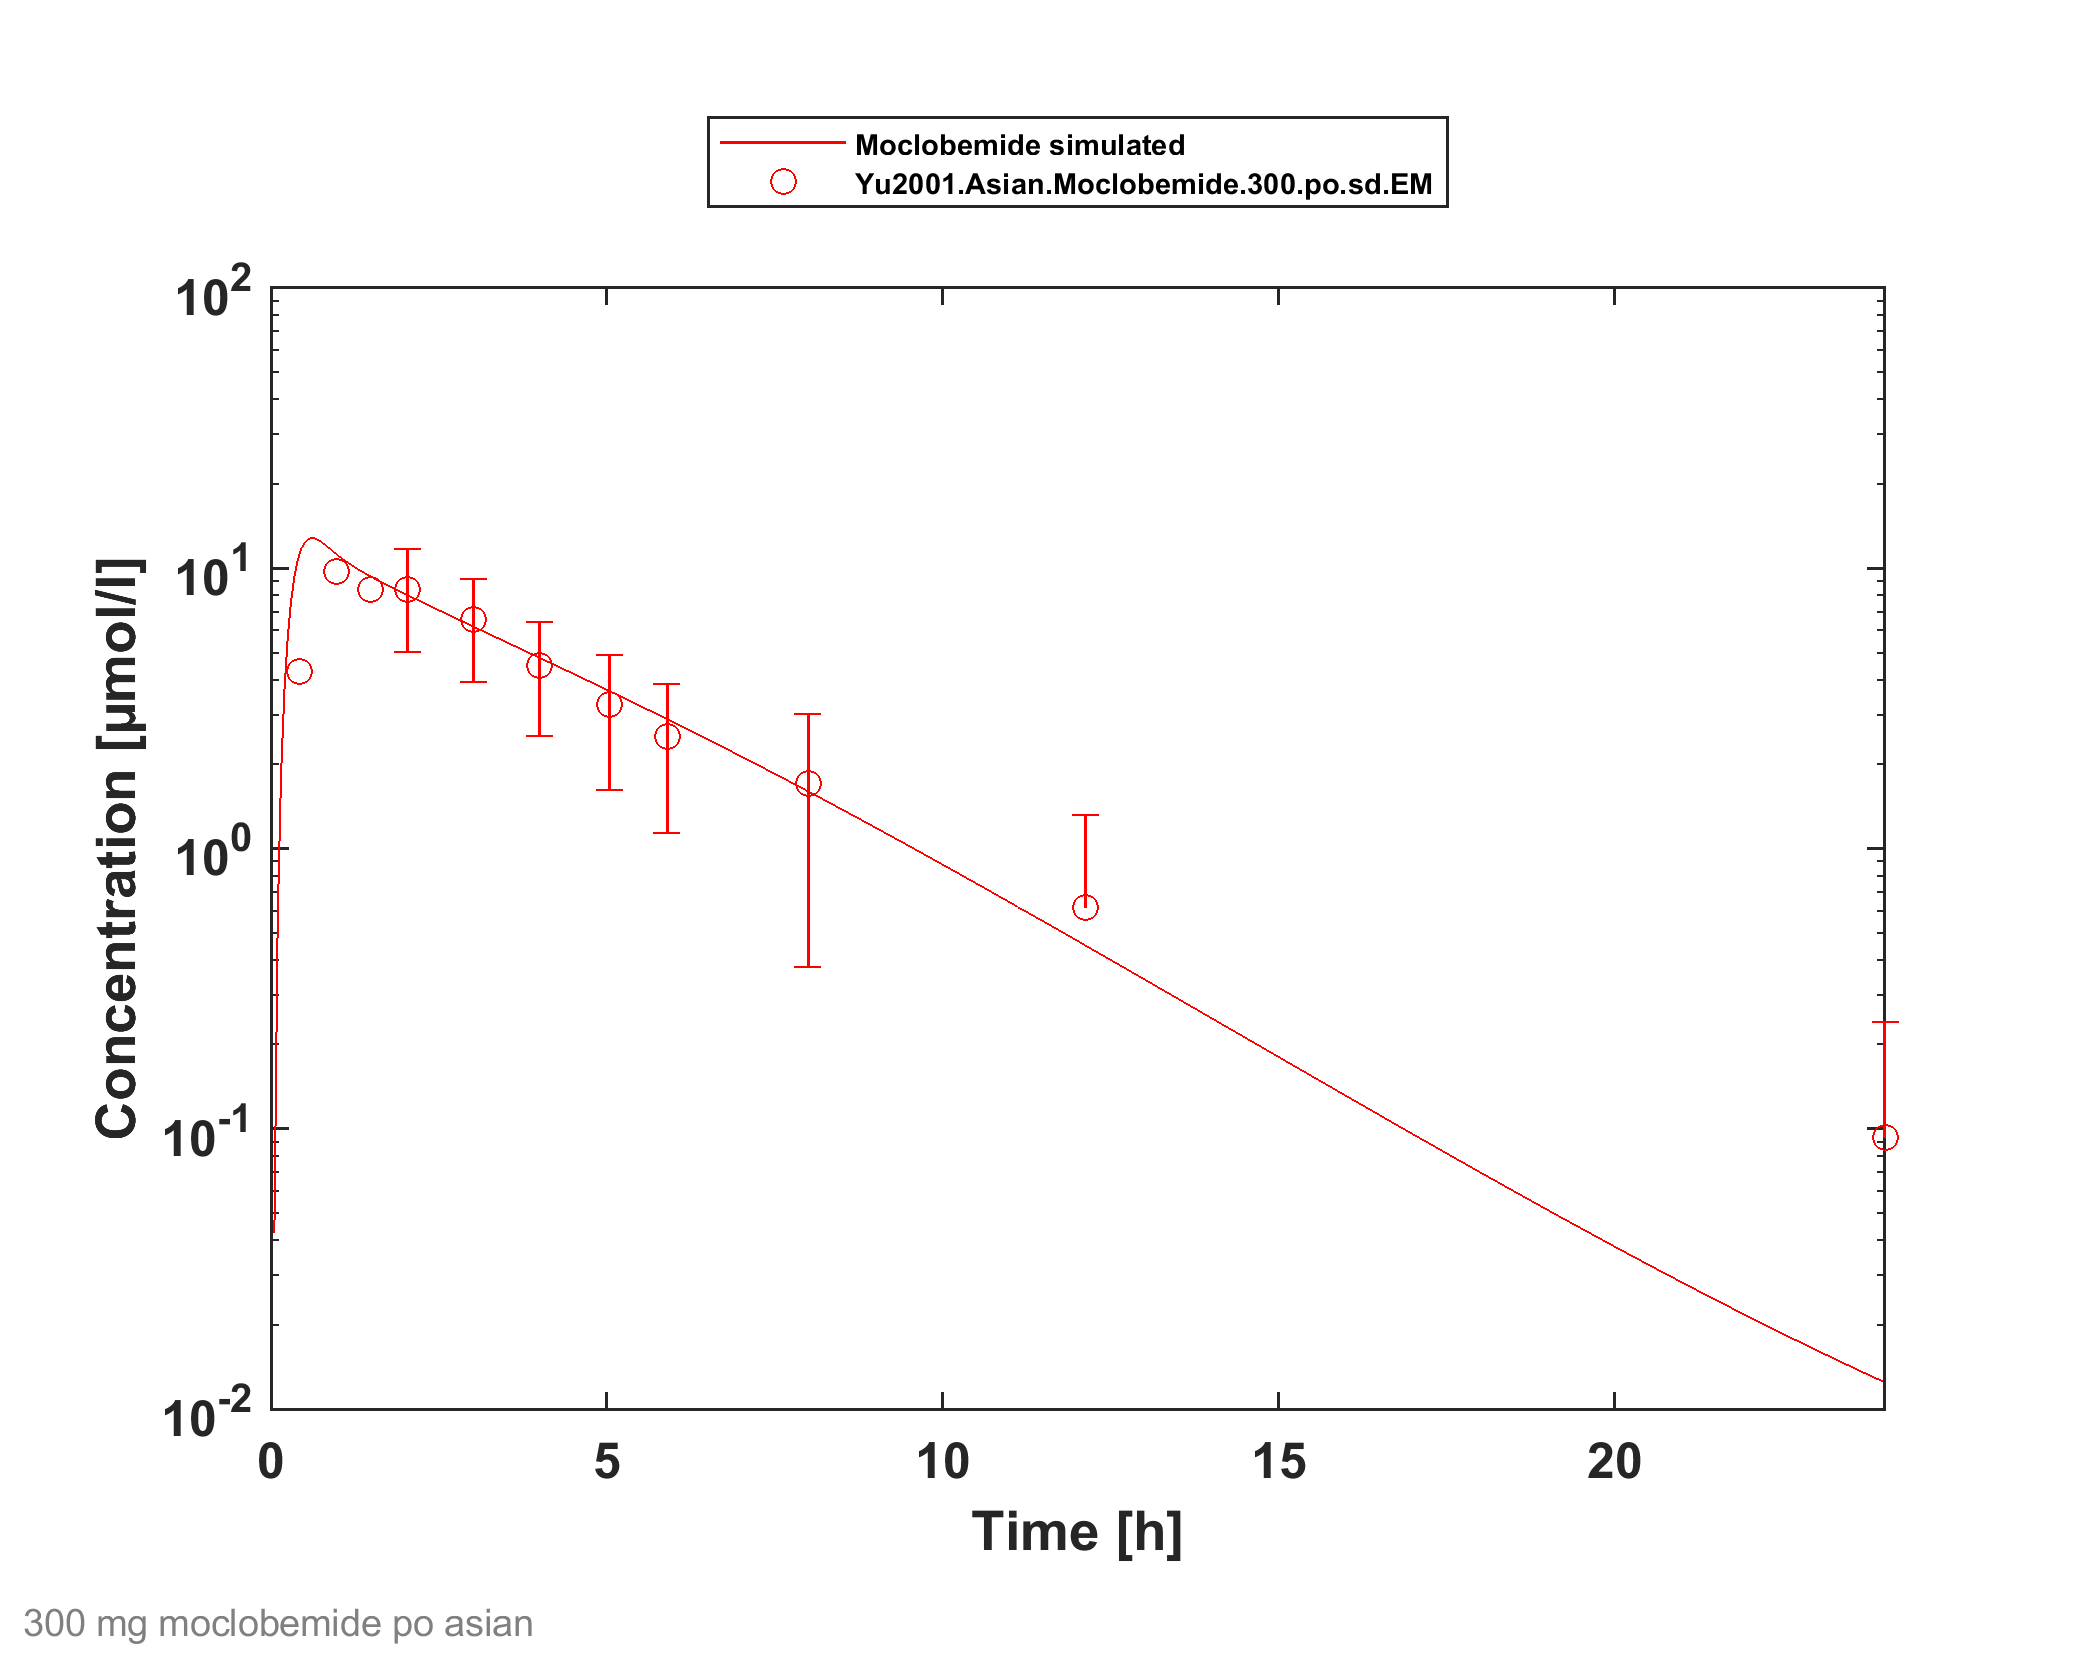 Moclobemide simulated
Yu2001.Asian.Moclobemide.300.po.sd.EM
10^2
10^1
10^0
10^-1
10^-2
Concentration [µmol/l]
0 5 10 15 20
Time [h]
300 mg moclobemide po asian